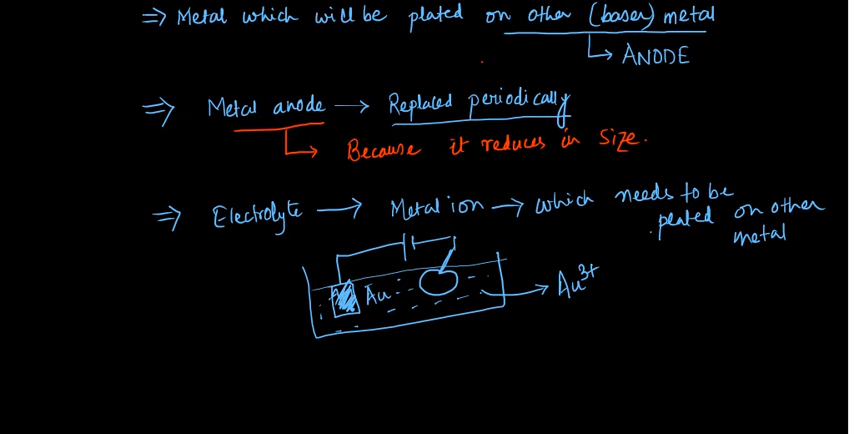 ⇒ Metal which will be plated on other (baser) metal
↳ ANODE
⇒ Metal anode → Replaced periodically
↳ Because it reduces in size.
⇒ Electrolyte → Metal ion → which needs to be
plated on other
metal
Au → Au³⁺